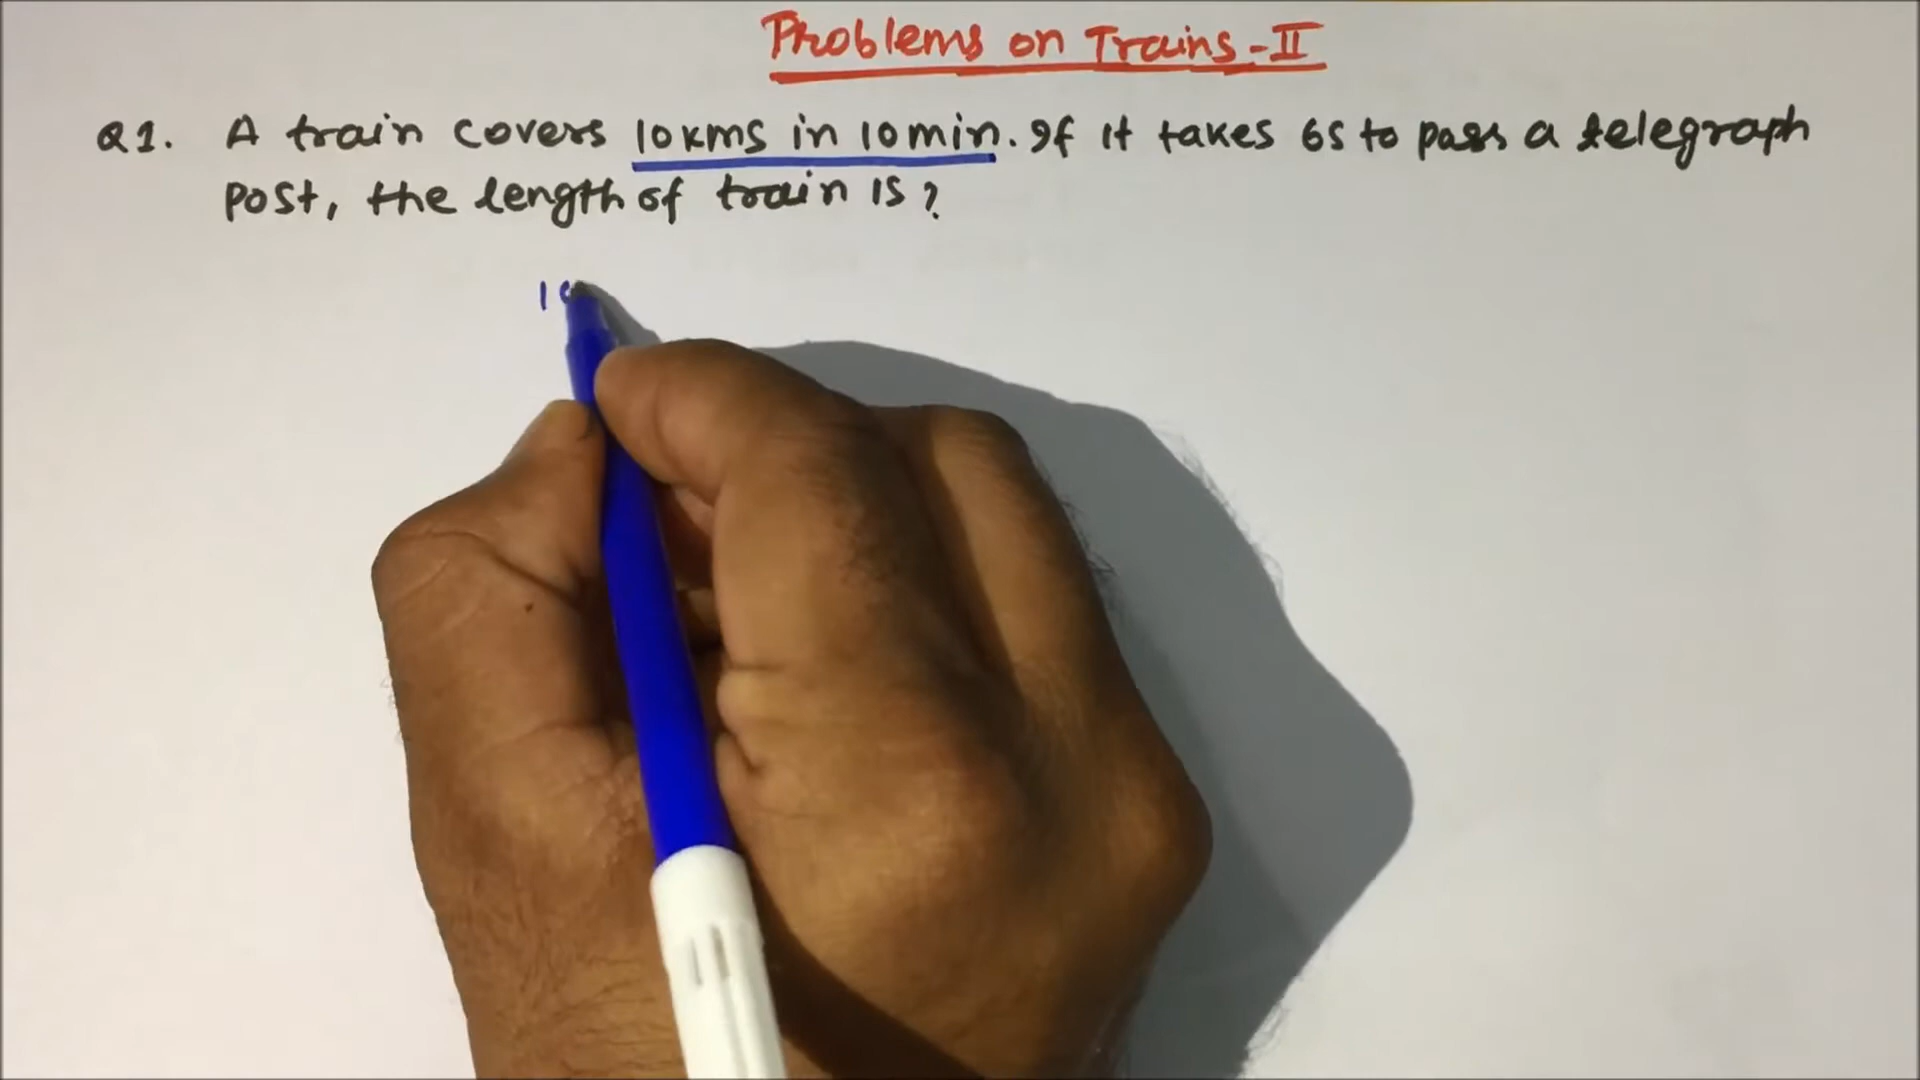 Problems on Trains-II
Q1. A train covers 10kms in 10min. If it takes 6s to pass a telegraph
post, the length of train is?
10